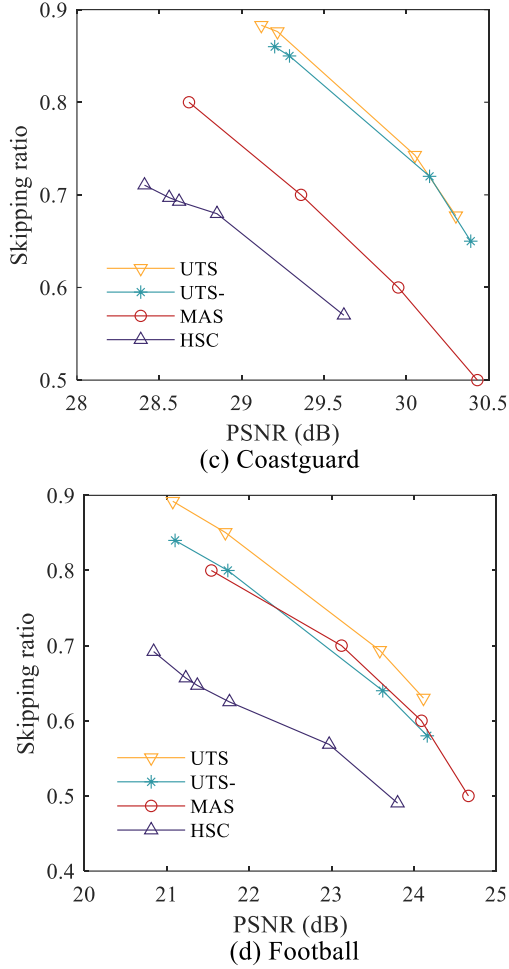 0.9
0.8
0.7
0.6
0.5
Skipping ratio
UTS
UTS-
MAS
HSC
28 28.5 29 29.5 30 30.5
PSNR (dB)
(c) Coastguard
0.9
0.8
0.7
0.6
0.5
0.4
Skipping ratio
UTS
UTS-
MAS
HSC
20 21 22 23 24 25
PSNR (dB)
(d) Football